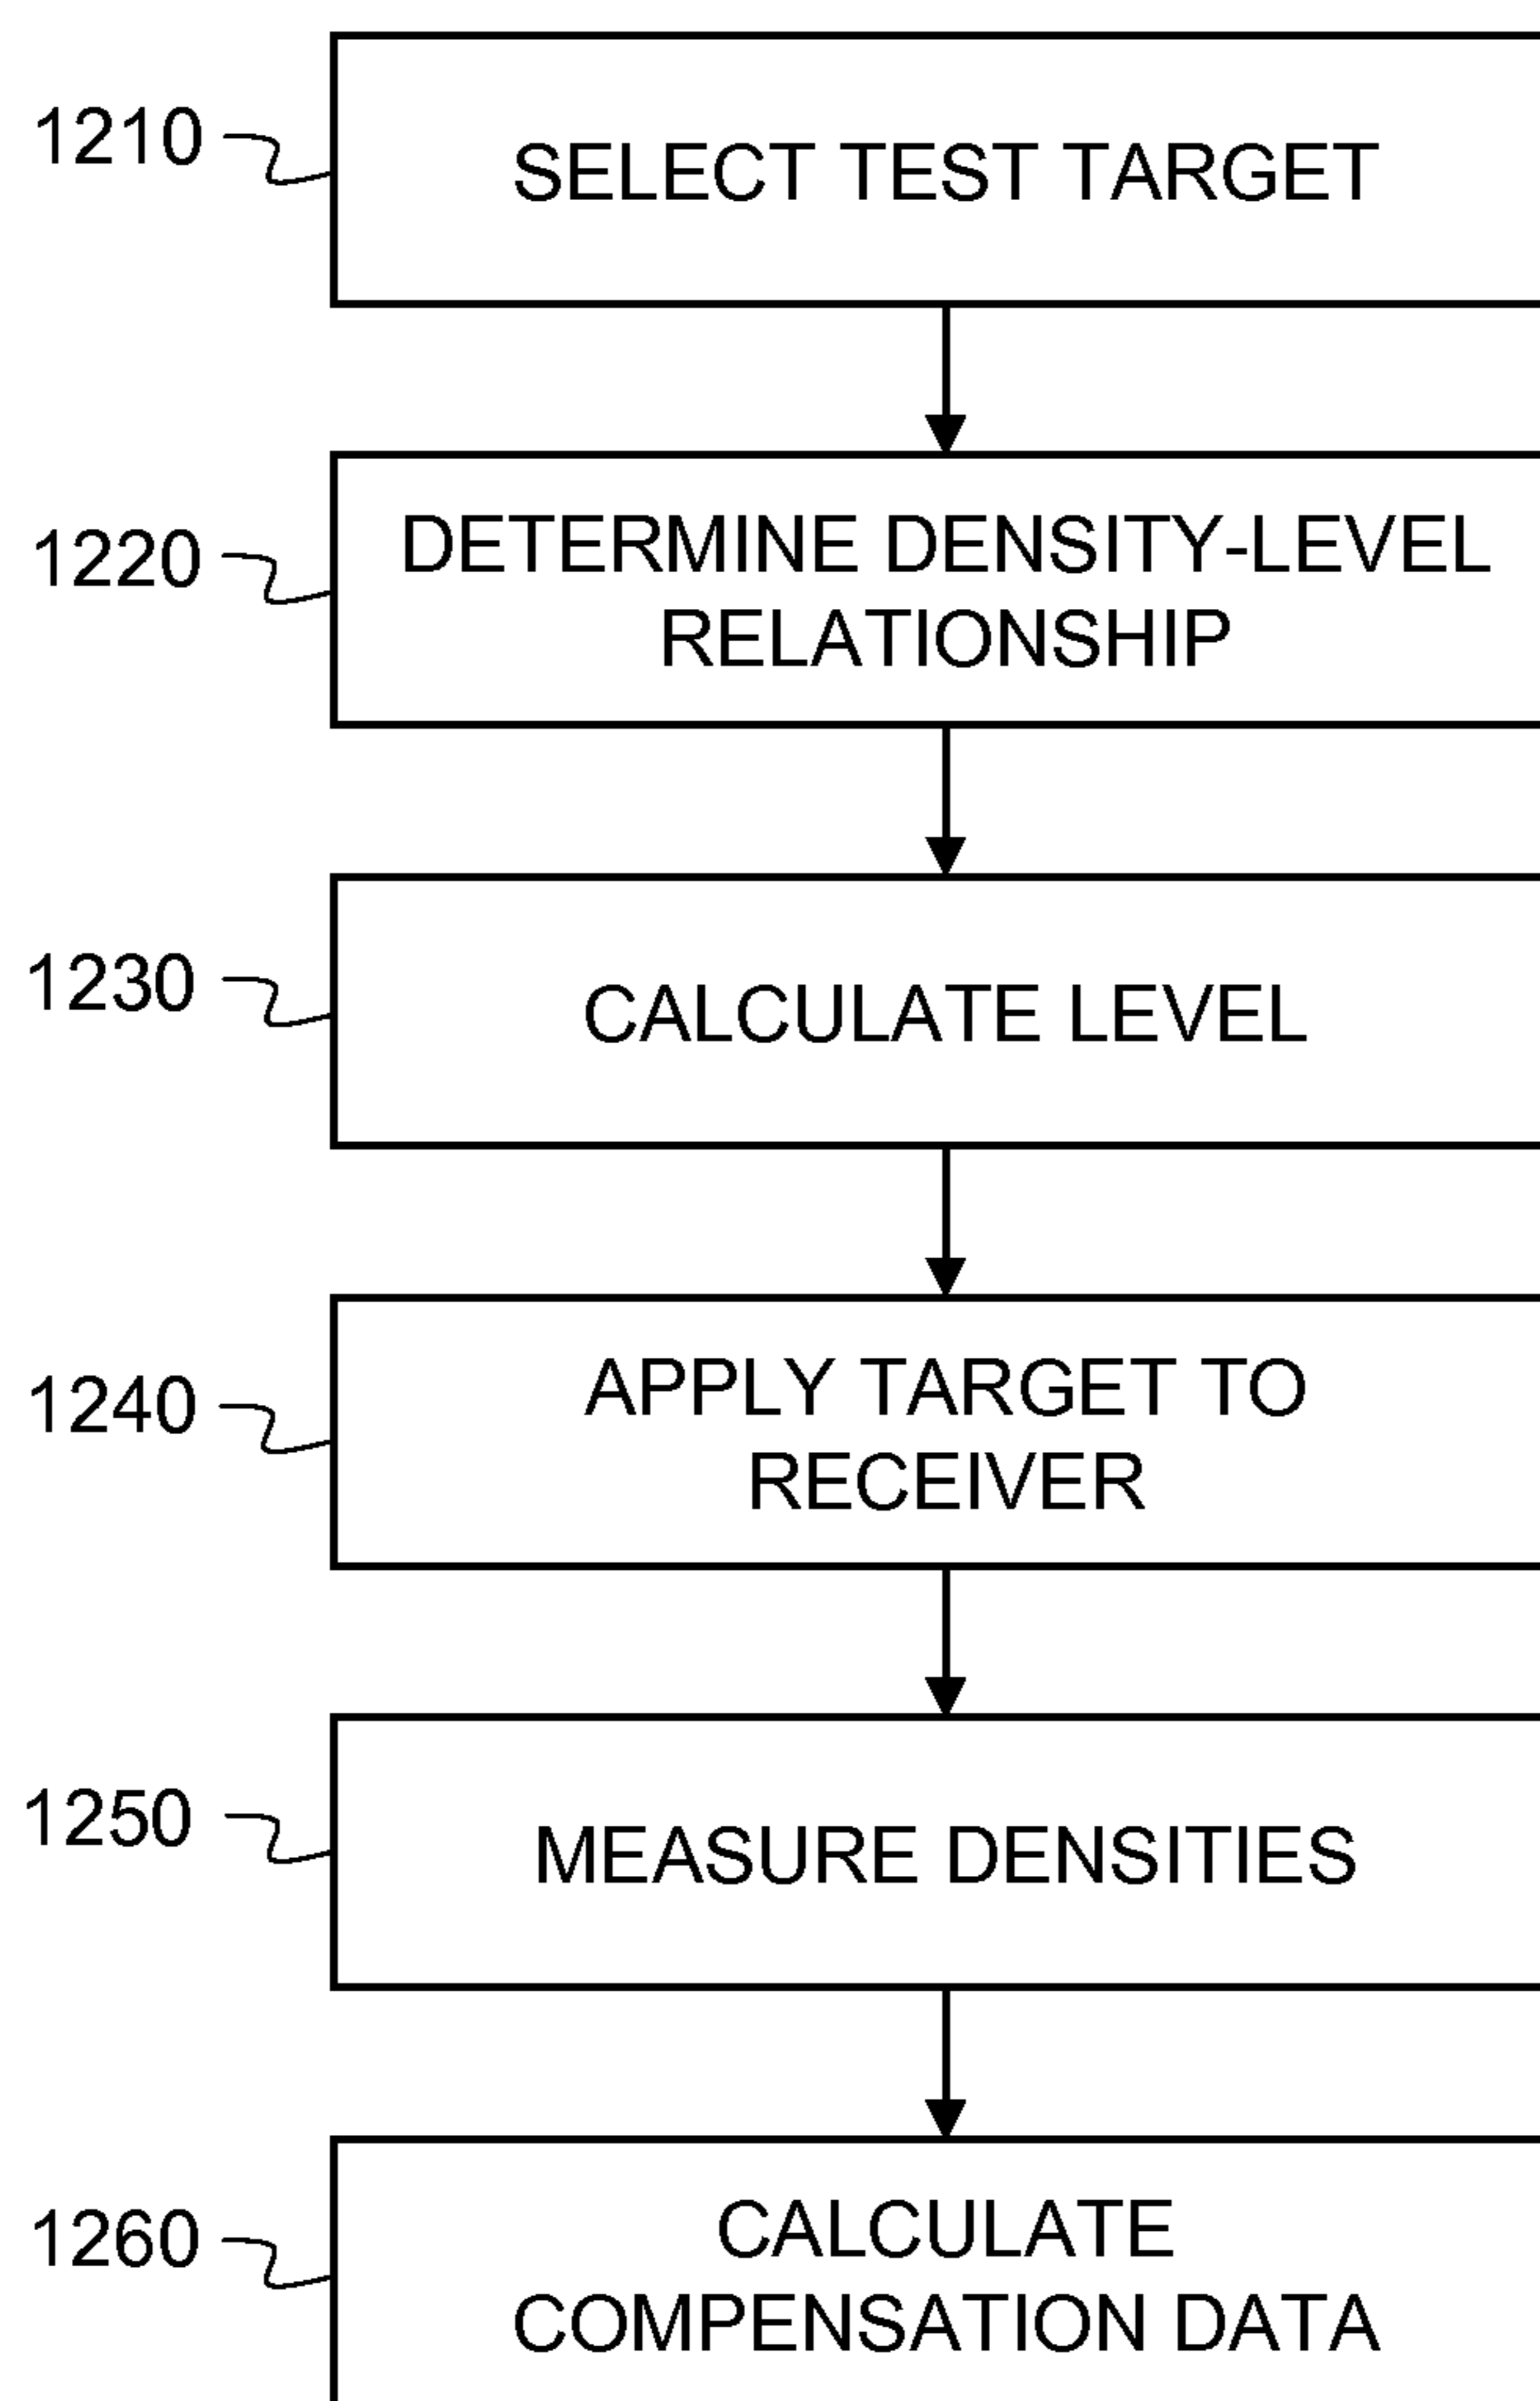 1210
SELECT TEST TARGET
1220
DETERMINE DENSITY-LEVEL
RELATIONSHIP
1230
CALCULATE LEVEL
1240
APPLY TARGET TO
RECEIVER
1250
MEASURE DENSITIES
1260
CALCULATE
COMPENSATION DATA